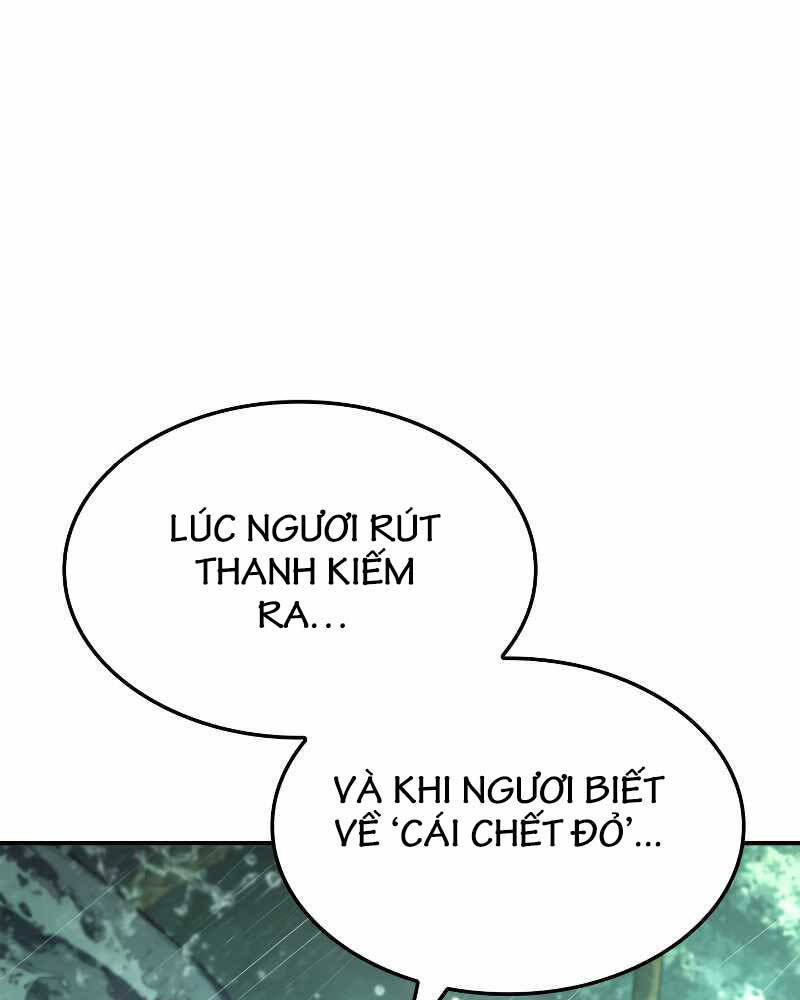 LÚC NGƯƠI RÚT
THANH KIẾM
RA...
VÀ KHI NGƯƠI BIẾT
VỀ ‘CÁI CHẾT ĐỎ’...